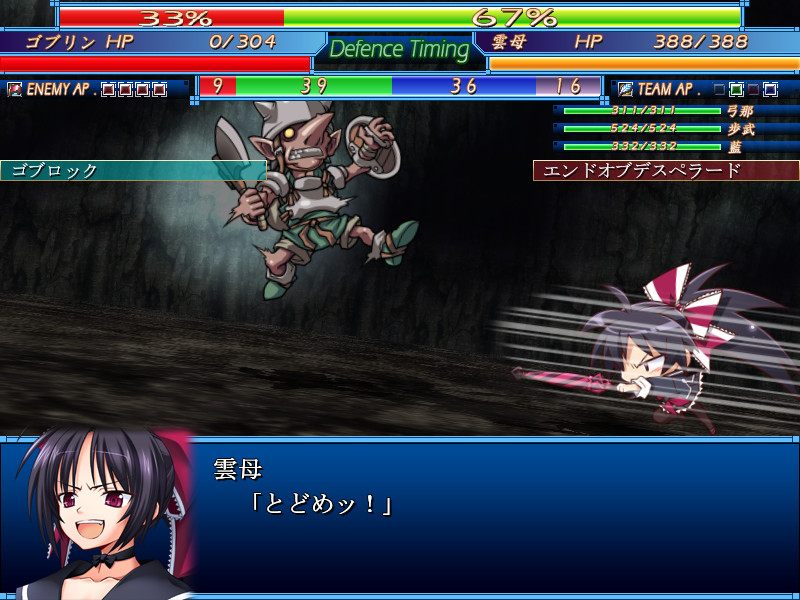 33% 67%
ゴブリン HP 0/304
Defence Timing
雲母 HP 388/388
ENEMY AP.
9 39 36 16
TEAM AP.
311/311 弓那
524/524 歩武
332/332 藍
ゴブロック
エンドオブデスペラード
雲母
「とどめッ！」